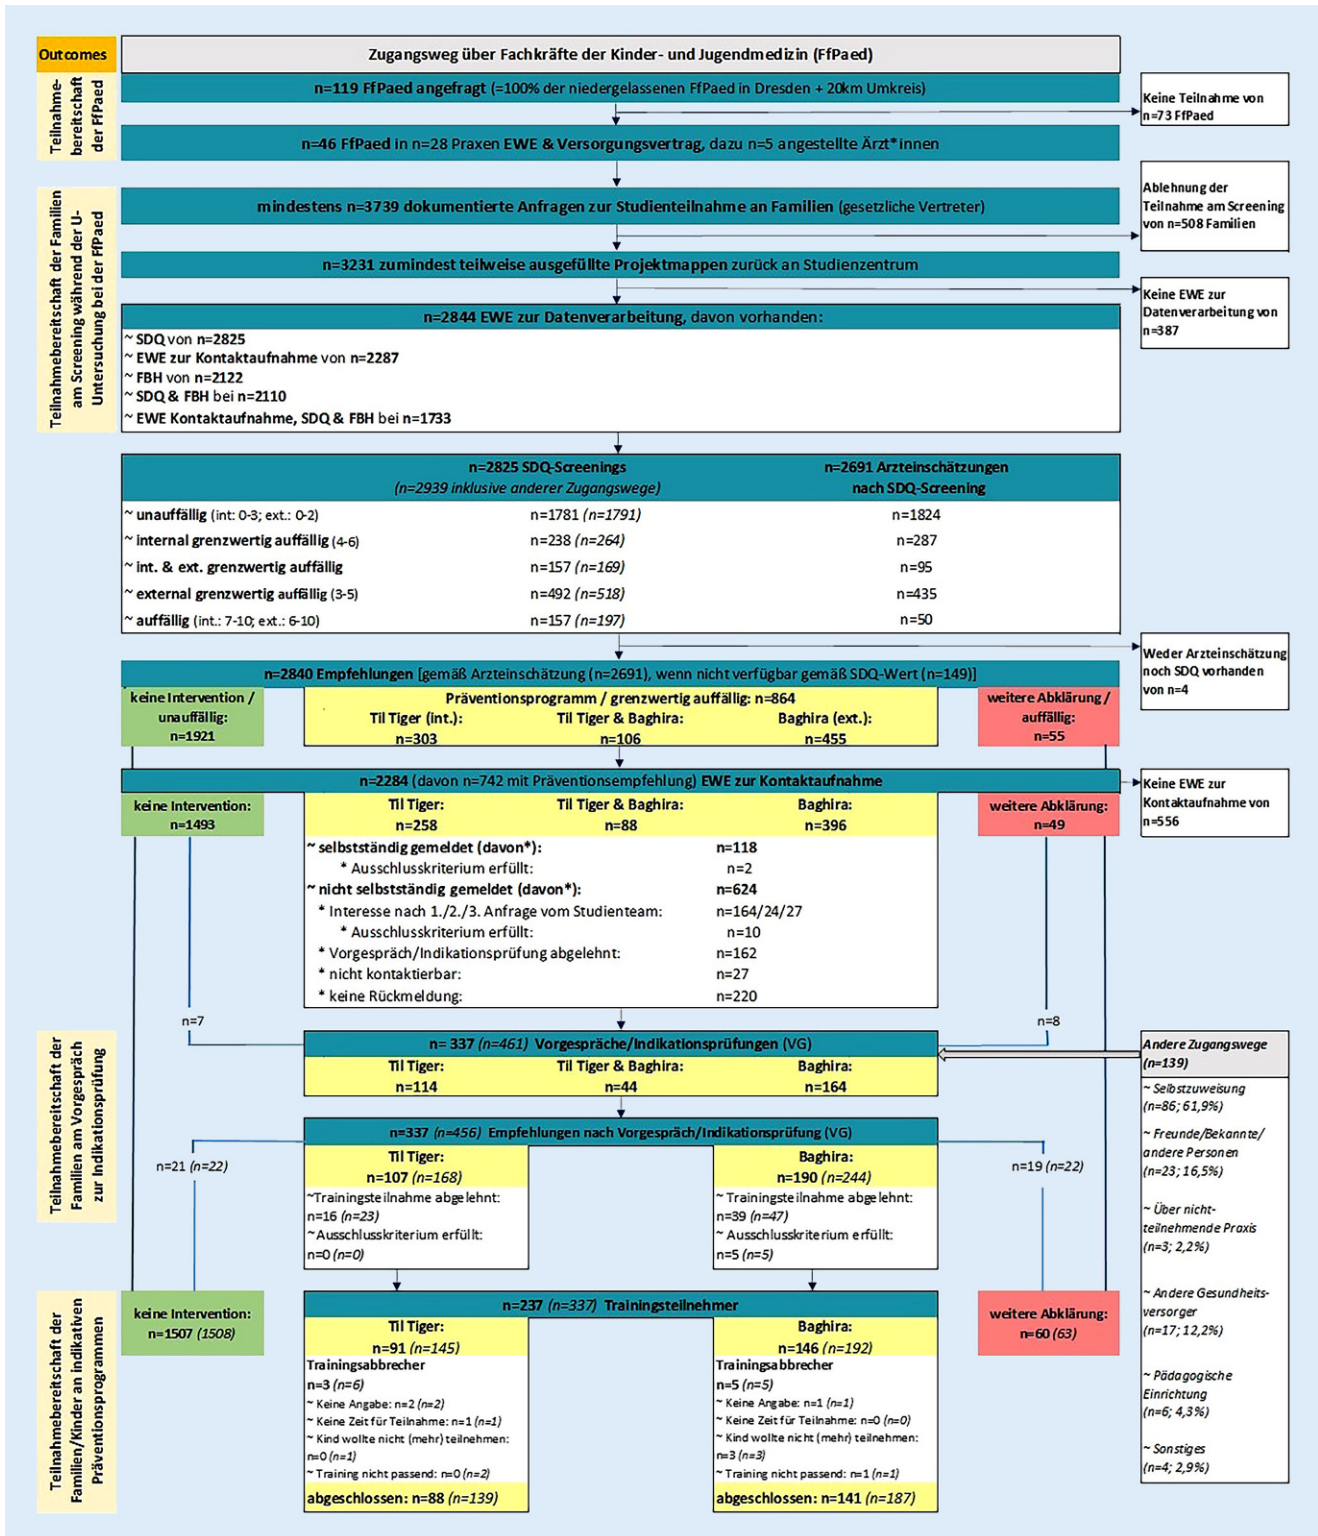 Outcomes
Zugangsweg über Fachkräfte der Kinder- und Jugendmedizin (FfPaed)
Teilnahme-
bereitschaft
der FfPaed
n=119 FfPaed angefragt (=100% der niedergelassenen FfPaed in Dresden + 20km Umkreis)
Keine Teilnahme von
n=73 FfPaed
n=46 FfPaed in n=28 Praxen EWE & Versorgungsvertrag, dazu n=5 angestellte Ärzt*innen
Teilnahmebereitschaft der Familien
am Screening während der U-
Untersuchung bei der FfPaed
mindestens n=3739 dokumentierte Anfragen zur Studienteilnahme an Familien (gesetzliche Vertreter)
Ablehnung der
Teilnahme am Screening
von n=508 Familien
n=3231 zumindest teilweise ausgefüllte Projektmappen zurück an Studienzentrum
Keine EWE zur
Datenverarbeitung von
n=387
n=2844 EWE zur Datenverarbeitung, davon vorhanden:
~ SDQ von n=2825
~ EWE zur Kontaktaufnahme von n=2287
~ FBH von n=2122
~ SDQ & FBH bei n=2110
~ EWE Kontaktaufnahme, SDQ & FBH bei n=1733
n=2825 SDQ-Screenings
(n=2939 inklusive anderer Zugangswege)
n=2691 Arzteinschätzungen
nach SDQ-Screening
~ unauffällig (int: 0-3; ext.: 0-2) n=1781 (n=1791) n=1824
~ internal grenzwertig auffällig (4-6) n=238 (n=264) n=287
~ int. & ext. grenzwertig auffällig n=157 (n=169) n=95
~ external grenzwertig auffällig (3-5) n=492 (n=518) n=435
~ auffällig (int.: 7-10; ext.: 6-10) n=157 (n=197) n=50
Weder Arzteinschätzung
noch SDQ vorhanden
von n=4
n=2840 Empfehlungen [gemäß Arzteinschätzung (n=2691), wenn nicht verfügbar gemäß SDQ-Wert (n=149)]
keine Intervention /
unauffällig:
n=1921
Präventionsprogramm / grenzwertig auffällig: n=864
Til Tiger (int.): Til Tiger & Baghira: Baghira (ext.):
n=303 n=106 n=455
weitere Abklärung /
auffällig:
n=55
n=2284 (davon n=742 mit Präventionsempfehlung) EWE zur Kontaktaufnahme
Keine EWE zur
Kontaktaufnahme von
n=556
keine Intervention:
n=1493
Til Tiger: Til Tiger & Baghira: Baghira:
n=258 n=88 n=396
weitere Abklärung:
n=49
~ selbstständig gemeldet (davon*): n=118
* Ausschlusskriterium erfüllt: n=2
~ nicht selbstständig gemeldet (davon*): n=624
* Interesse nach 1./2./3. Anfrage vom Studienteam: n=164/24/27
* Ausschlusskriterium erfüllt: n=10
* Vorgespräch/Indikationsprüfung abgelehnt: n=162
* nicht kontaktierbar: n=27
* keine Rückmeldung: n=220
n=7
n=8
Teilnahmebereitschaft der
Familien am Vorgespräch
zur Indikationsprüfung
n= 337 (n=461) Vorgespräche/Indikationsprüfungen (VG)
Til Tiger: Til Tiger & Baghira: Baghira:
n=114 n=44 n=164
Andere Zugangswege
(n=139)
~ Selbstzuweisung
(n=86; 61,9%)
~ Freunde/Bekannte/
andere Personen
(n=23; 16,5%)
~ Über nicht-
teilnehmende Praxis
(n=3; 2,2%)
~ Andere Gesundheits-
versorger
(n=17; 12,2%)
~ Pädagogische
Einrichtung
(n=6; 4,3%)
~ Sonstiges
(n=4; 2,9%)
n=337 (n=456) Empfehlungen nach Vorgespräch/Indikationsprüfung (VG)
n=21 (n=22)
n=19 (n=22)
Til Tiger:
n=107 (n=168)
~Trainingsteilnahme abgelehnt:
n=16 (n=23)
~ Ausschlusskriterium erfüllt:
n=0 (n=0)
Baghira:
n=190 (n=244)
~ Trainingsteilnahme abgelehnt:
n=39 (n=47)
~ Ausschlusskriterium erfüllt:
n=5 (n=5)
Teilnahmebereitschaft der
Familien/Kinder an indikativen
Präventionsprogrammen
keine Intervention:
n=1507 (1508)
n=237 (n=337) Trainingsteilnehmer
weitere Abklärung:
n=60 (63)
Til Tiger:
n=91 (n=145)
Trainingsabbrecher
n=3 (n=6)
~ Keine Angabe: n=2 (n=2)
~ Keine Zeit für Teilnahme: n=1 (n=1)
~ Kind wollte nicht (mehr) teilnehmen:
n=0 (n=1)
~ Training nicht passend: n=0 (n=2)
abgeschlossen: n=88 (n=139)
Baghira:
n=146 (n=192)
Trainingsabbrecher
n=5 (n=5)
~ Keine Angabe: n=1 (n=1)
~ Keine Zeit für Teilnahme: n=0 (n=0)
~ Kind wollte nicht (mehr) teilnehmen:
n=3 (n=3)
~ Training nicht passend: n=1 (n=1)
abgeschlossen: n=141 (n=187)